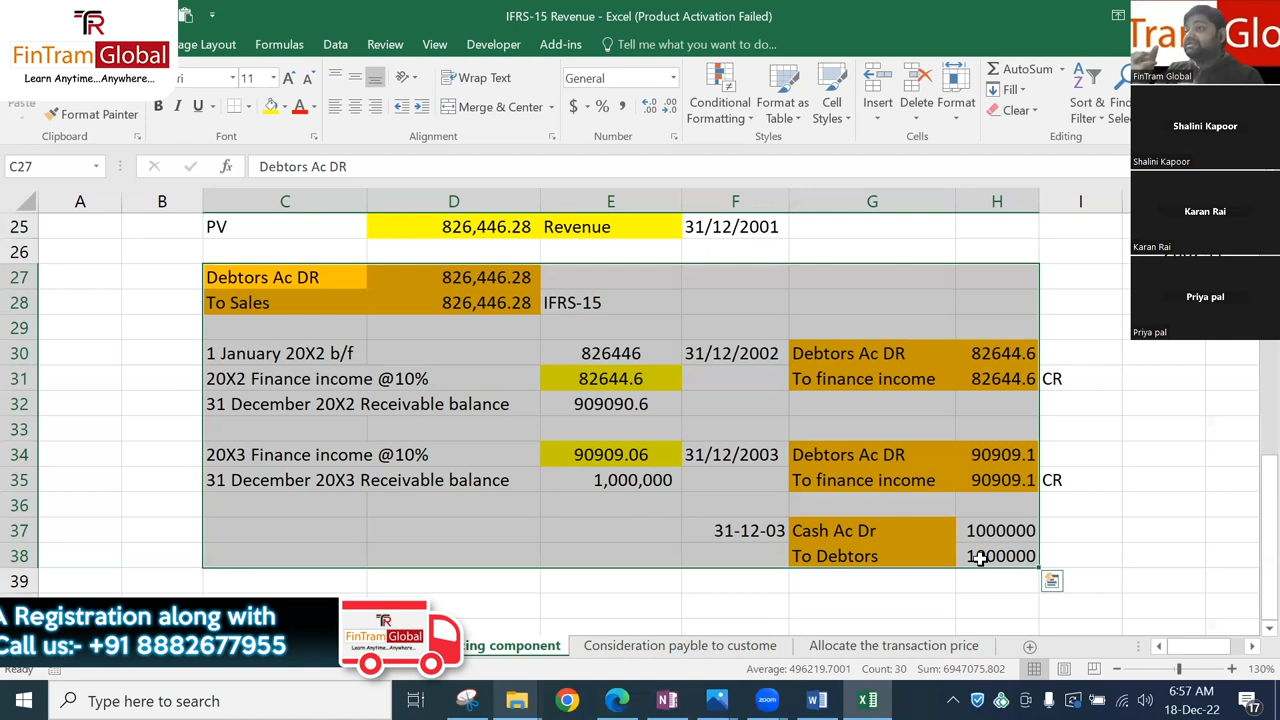 FinTram Global
Learn Anytime...Anywhere...
IFRS-15 Revenue - Excel (Product Activation Failed)
age Layout
Formulas
Data
Review
View
Developer
Add-ins
Tell me what you want to do...
11
Wrap Text
General
AutoSum
Paste
Format Painter
B I U
Merge & Center
Conditional Formatting
Format as Table
Cell Styles
Insert
Delete
Format
Fill
Clear
Sort &
Filter
Clipboard
Font
Alignment
Number
Styles
Cells
Editing
C27
fx
Debtors Ac DR
A B C D E F G H I
25 PV 826,446.28 Revenue 31/12/2001
26
27 Debtors Ac DR 826,446.28
28 To Sales 826,446.28 IFRS-15
29
30 1 January 20X2 b/f 826446 31/12/2002 Debtors Ac DR 82644.6
31 20X2 Finance income @10% 82644.6 To finance income 82644.6 CR
32 31 December 20X2 Receivable balance 909090.6
33
34 20X3 Finance income @10% 90909.06 31/12/2003 Debtors Ac DR 90909.1
35 31 December 20X3 Receivable balance 1,000,000 To finance income 90909.1 CR
36
37 31-12-03 Cash Ac Dr 1000000
38 To Debtors 1000000
39
FinTram Global
Shalini Kapoor
Shalini Kapoor
Karan Rai
Karan Rai
Priya pal
Priya pal
A Registration along with
Call us:- +91 8882677955
FinTram Global
Learn Anytime...Anywhere...
ing component
Consideration payble to custome
Allocate the transaction price
Ready
Average: 496219.7001
Count: 30
Sum: 6947075.802
130%
Type here to search
6:57 AM
18-Dec-22
17